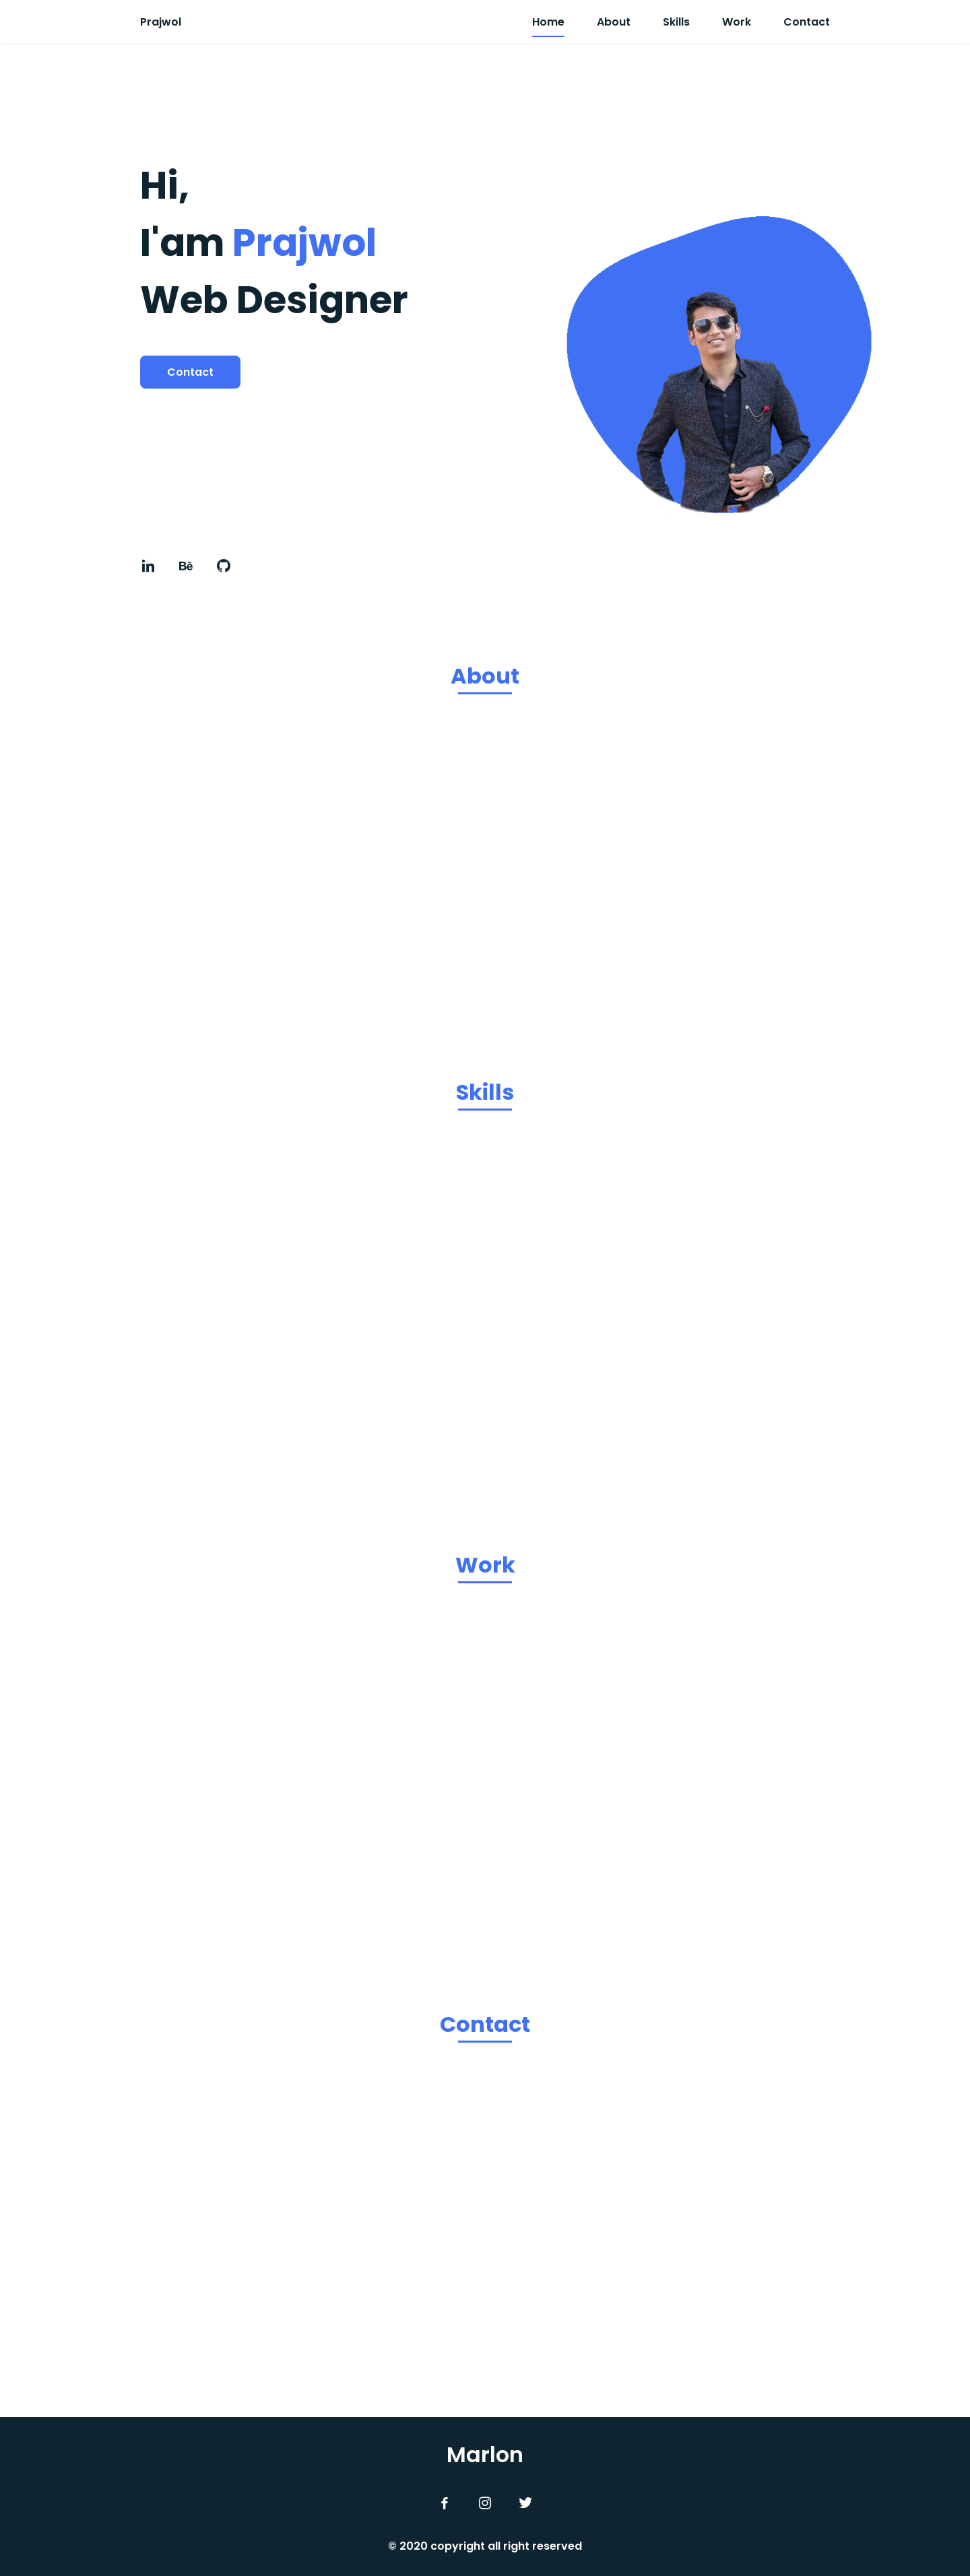 Prajwol
Home
About
Skills
Work
Contact
Hi,
I'am Prajwol
Web Designer
Contact
About
Skills
Work
Contact
Marlon
© 2020 copyright all right reserved